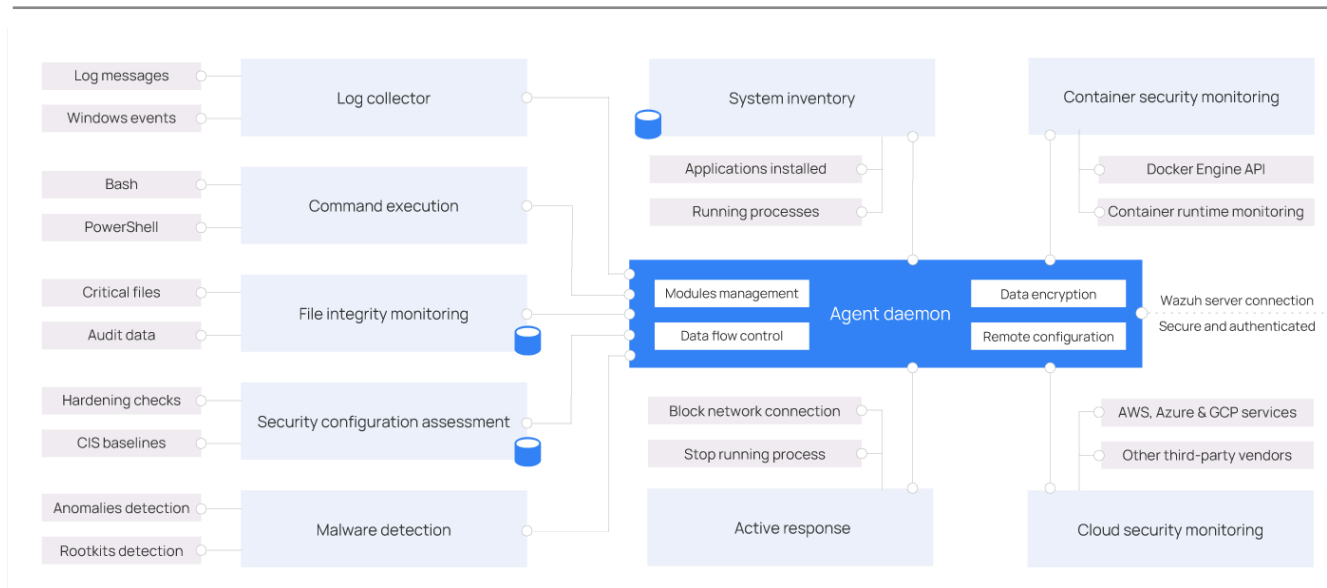 Log messages
Windows events
Log collector
Bash
PowerShell
Command execution
Critical files
Audit data
File integrity monitoring
Hardening checks
CIS baselines
Security configuration assessment
Anomalies detection
Rootkits detection
Malware detection
System inventory
Applications installed
Running processes
Container security monitoring
Docker Engine API
Container runtime monitoring
Modules management
Data flow control
Agent daemon
Data encryption
Remote configuration
Wazuh server connection
Secure and authenticated
Block network connection
Stop running process
Active response
AWS, Azure & GCP services
Other third-party vendors
Cloud security monitoring